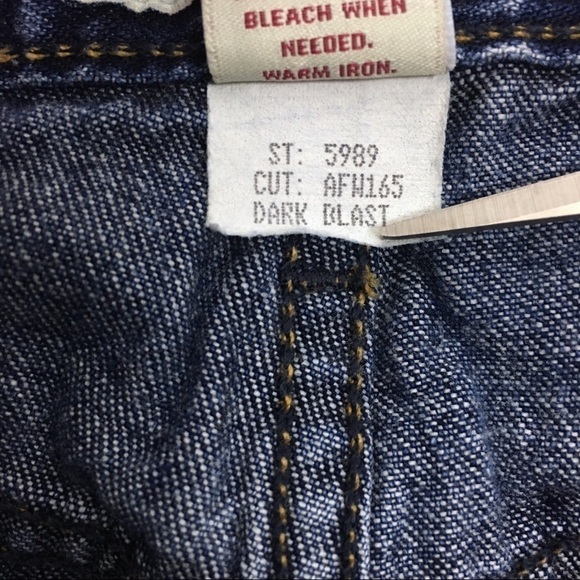 BLEACH WHEN
NEEDED.
WARM IRON.
ST: 5989
CUT: AFW165
DARK BLAST